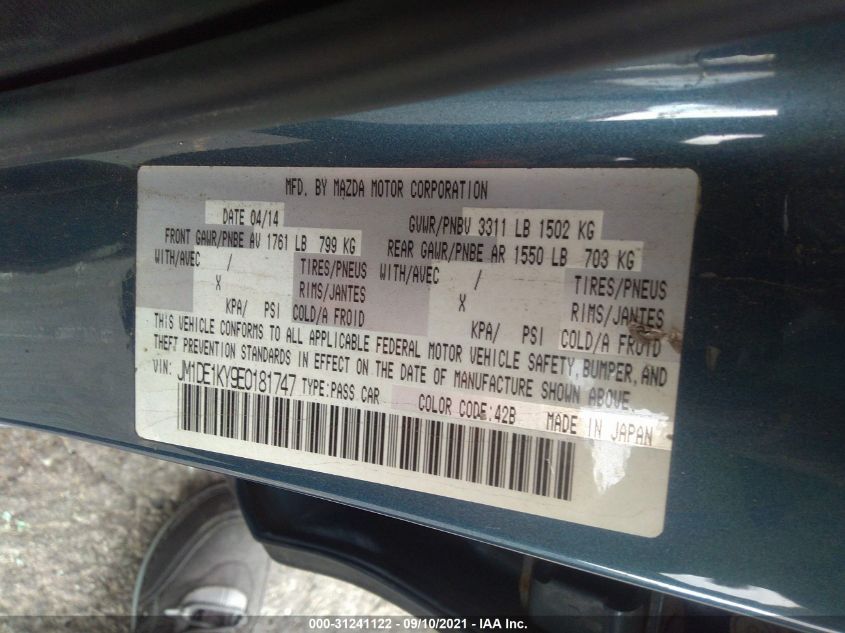 MFD. BY MAZDA MOTOR CORPORATION
DATE 04/14 GVWR/PNBV 3311 LB 1502 KG
FRONT GAWR/PNBE AV 1761 LB 799 KG REAR GAWR/PNBE AR 1550 LB 703 KG
WITH/AVEC / TIRES/PNEUS WITH/AVEC / TIRES/PNEUS
X RIMS/JANTES X RIMS/JANTES
KPA/ PSI COLD/A FROID KPA/ PSI COLD/A FROID
THIS VEHICLE CONFORMS TO ALL APPLICABLE FEDERAL MOTOR VEHICLE SAFETY, BUMPER, AND
THEFT PREVENTION STANDARDS IN EFFECT ON THE DATE OF MANUFACTURE SHOWN ABOVE.
VIN: JM1DE1KY9E0181747 TYPE:PASS CAR COLOR CODE:42B MADE IN JAPAN
000-31241122 - 09/10/2021 - IAA Inc.